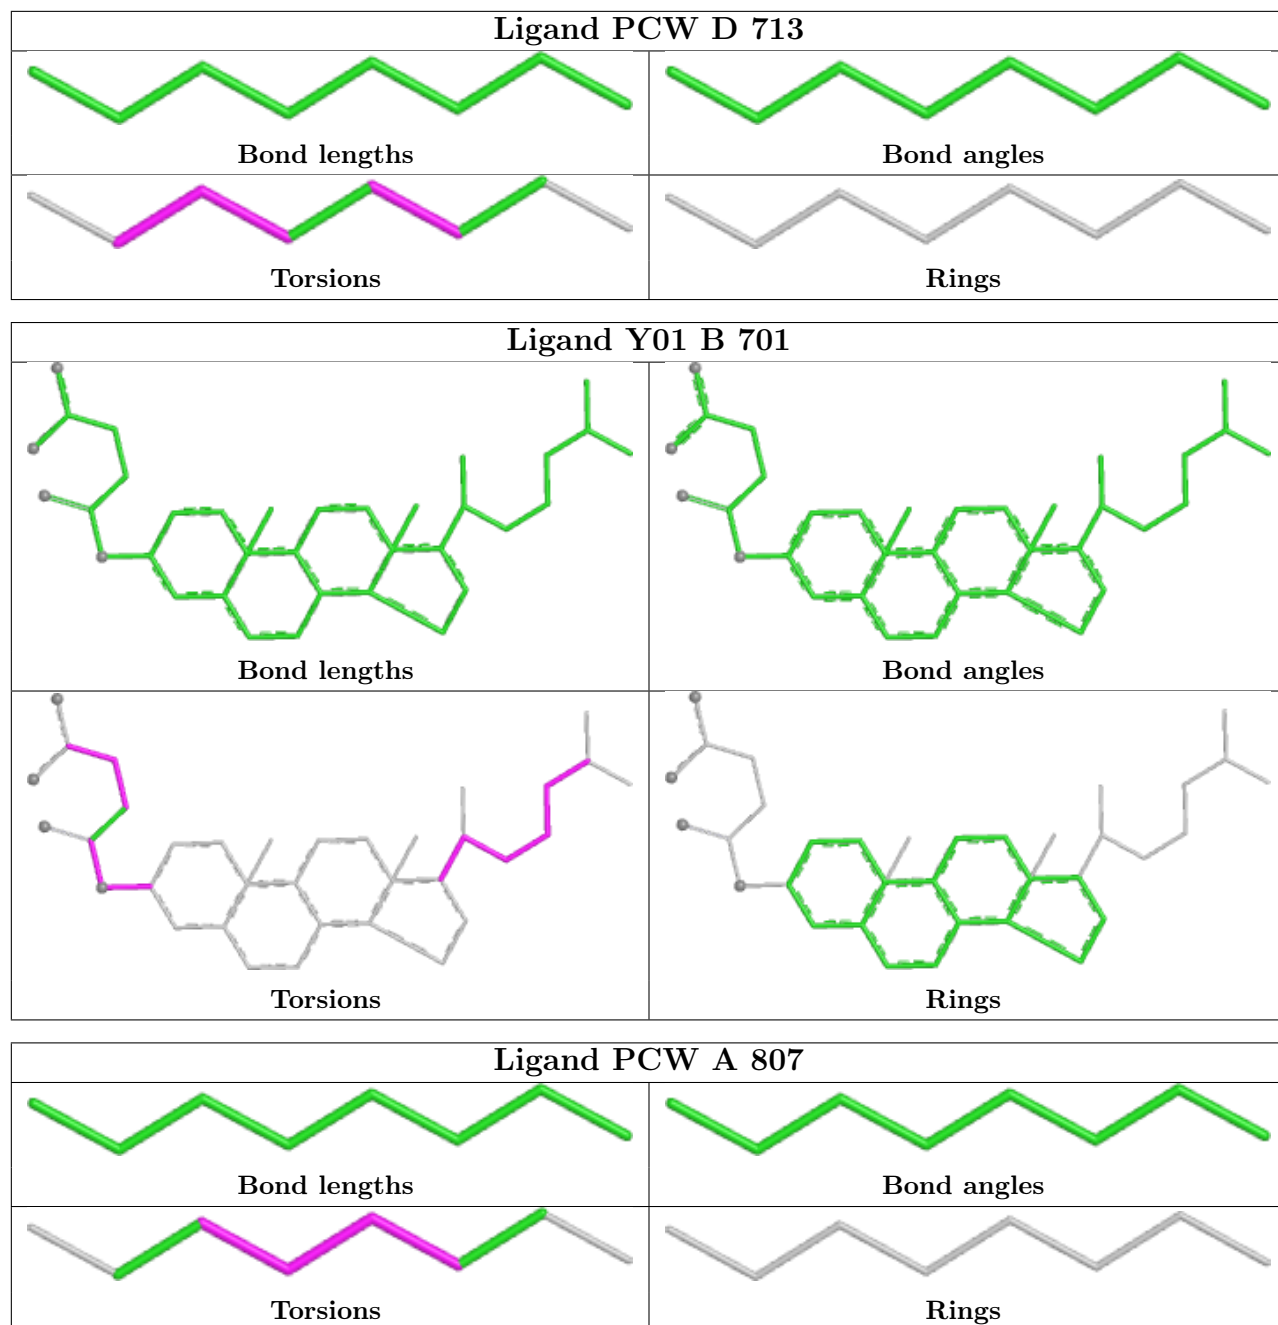 Ligand PCW D 713
Bond lengths
Bond angles
Torsions
Rings
Ligand Y01 B 701
Bond lengths
Bond angles
Torsions
Rings
Ligand PCW A 807
Bond lengths
Bond angles
Torsions
Rings